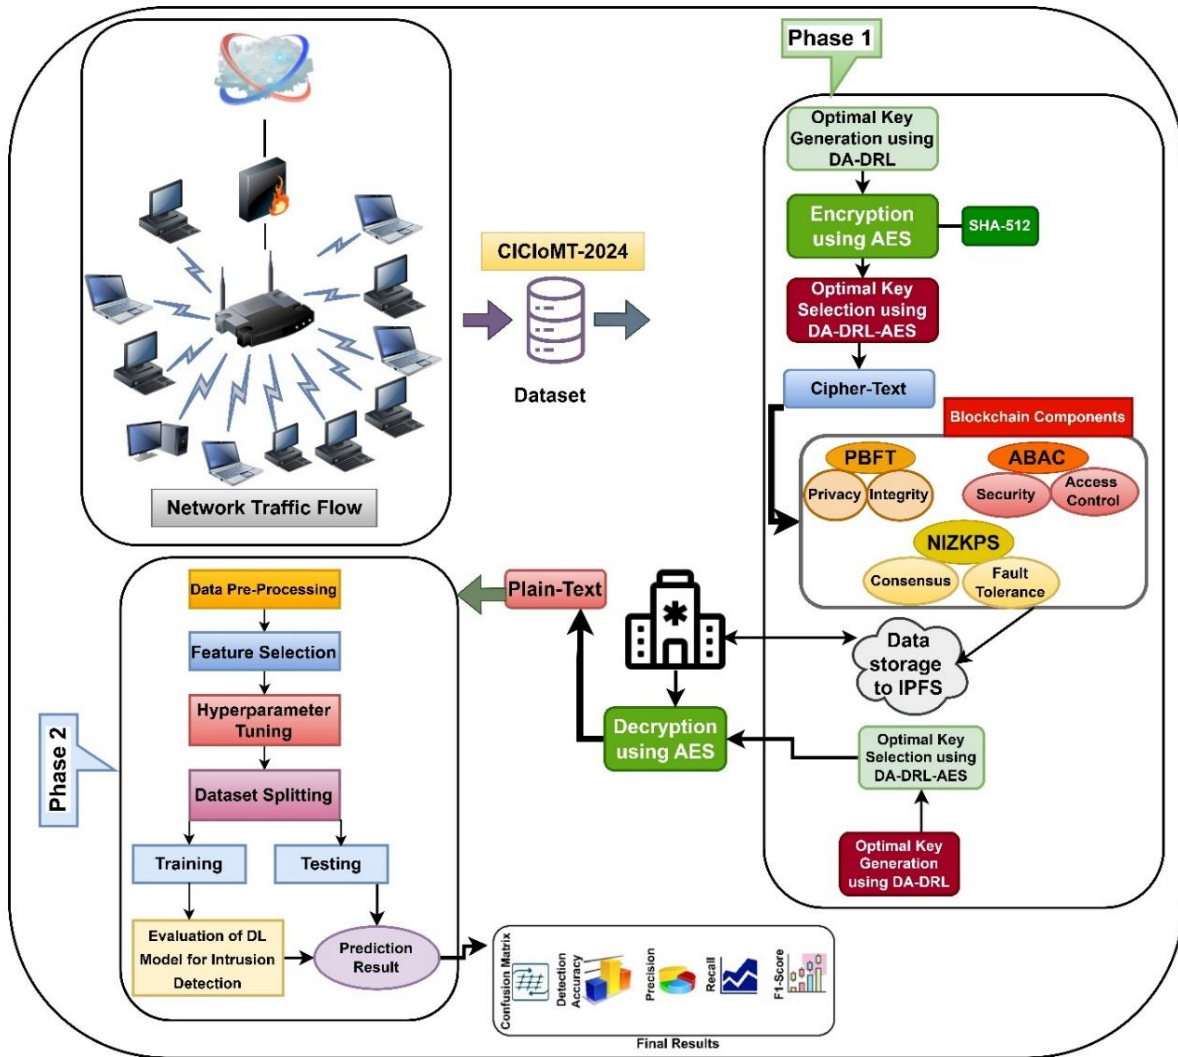 Phase 1
Optimal Key
Generation using
DA-DRL
Encryption
using AES
SHA-512
Optimal Key
Selection using
DA-DRL-AES
Cipher-Text
Blockchain Components
PBFT
Privacy
Integrity
ABAC
Security
Access
Control
NIZKPS
Consensus
Fault
Tolerance
CICIoMT-2024
Dataset
Network Traffic Flow
Data
storage
to IPFS
Optimal Key
Selection using
DA-DRL-AES
Optimal Key
Generation
using DA-DRL
Decryption
using AES
Plain-Text
Phase 2
Data Pre-Processing
Feature Selection
Hyperparameter
Tuning
Dataset Splitting
Training
Testing
Evaluation of DL
Model for Intrusion
Detection
Prediction
Result
Confusion Matrix
Detection
Accuracy
Precision
Recall
F1-Score
Final Results